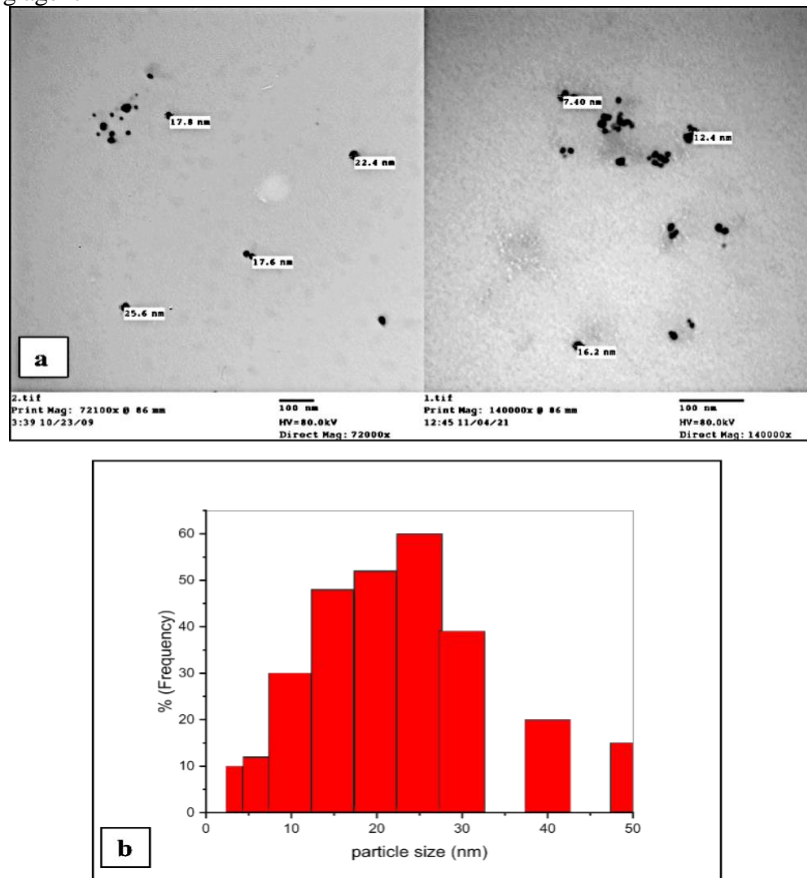 17.8 nm
22.4 nm
17.6 nm
25.6 nm
a
2.tif
Print Mag: 72100x @ 86 mm
3:39 10/23/09
100 nm
HV=80.0kV
Direct Mag: 72000x
7.40 nm
12.4 nm
16.2 nm
1.tif
Print Mag: 140000x @ 86 mm
12:45 11/04/21
100 nm
HV=80.0kV
Direct Mag: 140000x
60
50
40
30
20
10
0
% (Frequency)
0 10 20 30 40 50
particle size (nm)
b